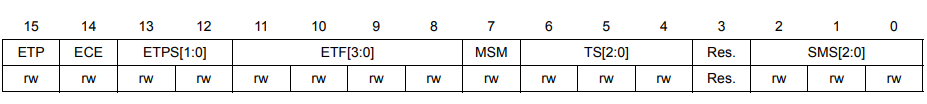 15 14 13 12 11 10 9 8 7 6 5 4 3 2 1 0
ETP ECE ETPS[1:0] ETF[3:0] MSM TS[2:0] Res. SMS[2:0]
rw rw rw rw rw rw rw rw rw rw rw rw Res. rw rw rw